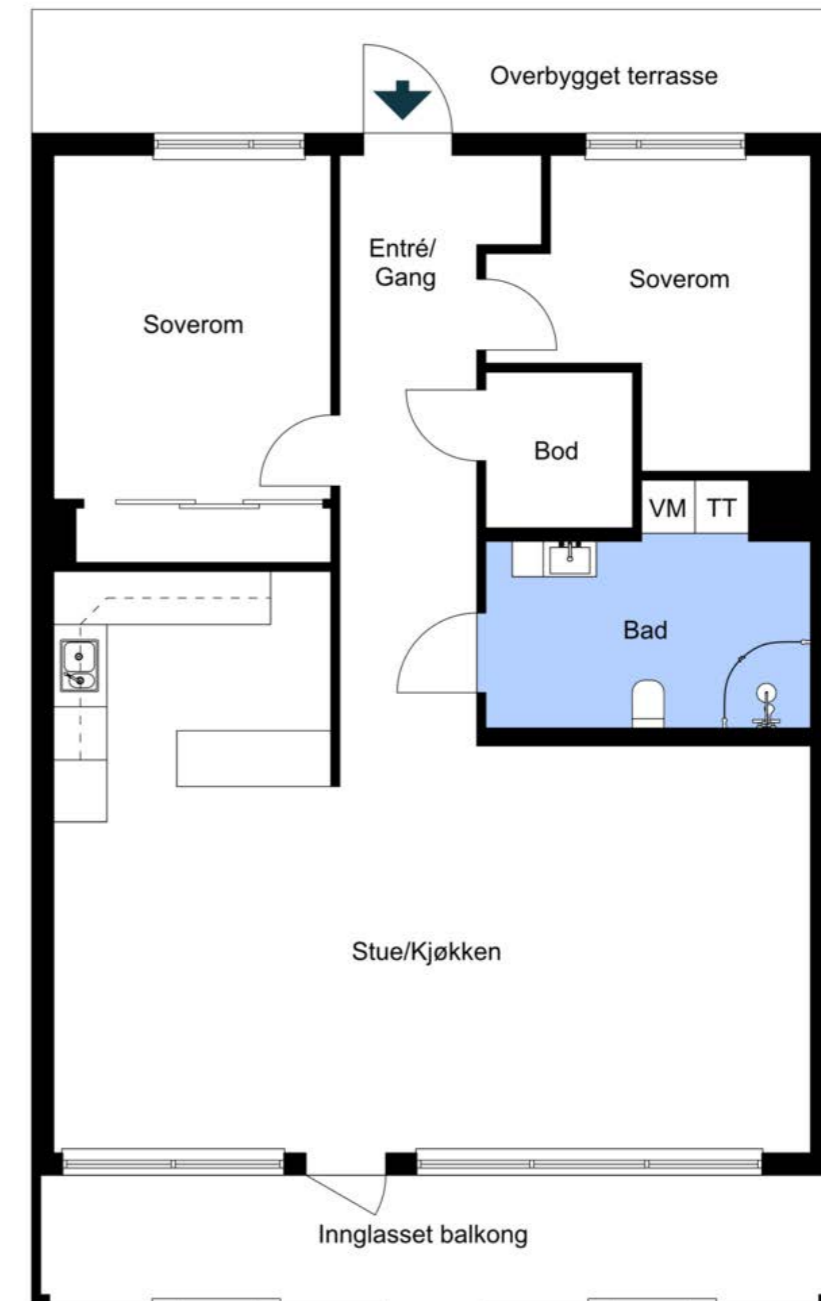 Overbygget terrasse
Entré/
Gang
Soverom
Soverom
Bod
VM
TT
Bad
Stue/Kjøkken
Innglasset balkong